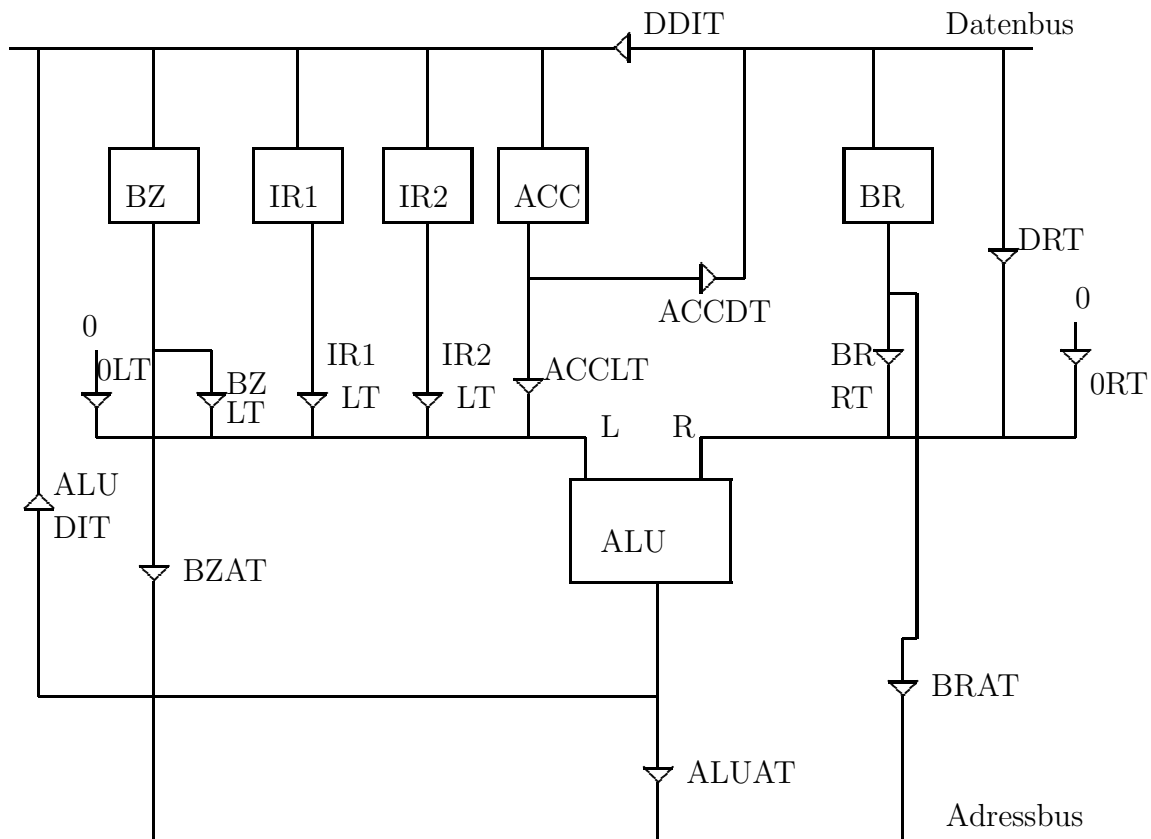 DDIT
Datenbus
BZ
IR1
IR2
ACC
BR
DRT
ACCDT
0
0
0LT
BZ
LT
IR1
LT
IR2
LT
ACCLT
BR
RT
0RT
L
R
ALU
DIT
ALU
BZAT
BRAT
ALUAT
Adressbus